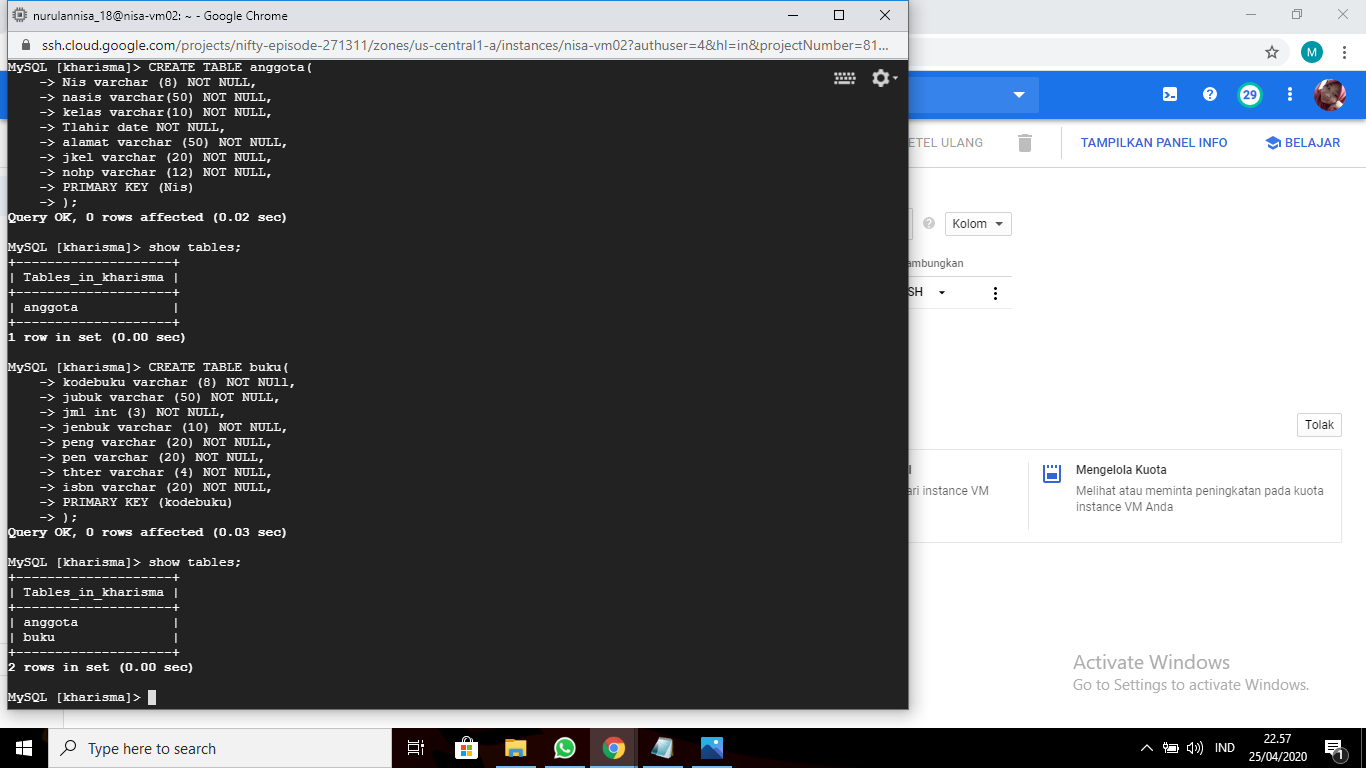 nurulannisa_18@nisa-vm02: ~ - Google Chrome
ssh.cloud.google.com/projects/nifty-episode-271311/zones/us-central1-a/instances/nisa-vm02?authuser=4&hl=in&projectNumber=81...
MySQL [kharisma]> CREATE TABLE anggota(
-> Nis varchar (8) NOT NULL,
-> nasis varchar(50) NOT NULL,
-> kelas varchar(10) NOT NULL,
-> Tlahir date NOT NULL,
-> alamat varchar (50) NOT NULL,
-> jkel varchar (20) NOT NULL,
-> nohp varchar (12) NOT NULL,
-> PRIMARY KEY (Nis)
-> );
Query OK, 0 rows affected (0.02 sec)
MySQL [kharisma]> show tables;
+--------------------+
| Tables_in_kharisma |
+--------------------+
| anggota            |
+--------------------+
1 row in set (0.00 sec)
MySQL [kharisma]> CREATE TABLE buku(
-> kodebuku varchar (8) NOT NUll,
-> jubuk varchar (50) NOT NULL,
-> jml int (3) NOT NULL,
-> jenbuk varchar (10) NOT NULL,
-> peng varchar (20) NOT NULL,
-> pen varchar (20) NOT NULL,
-> thter varchar (4) NOT NULL,
-> isbn varchar (20) NOT NULL,
-> PRIMARY KEY (kodebuku)
-> );
Query OK, 0 rows affected (0.03 sec)
MySQL [kharisma]> show tables;
+--------------------+
| Tables_in_kharisma |
+--------------------+
| anggota            |
| buku               |
+--------------------+
2 rows in set (0.00 sec)
MySQL [kharisma]>
M
29
ETEL ULANG
TAMPILKAN PANEL INFO
BELAJAR
Kolom
ambungkan
SH
Tolak
Mengelola Kuota
ari instance VM
Melihat atau meminta peningkatan pada kuota
instance VM Anda
Activate Windows
Go to Settings to activate Windows.
Type here to search
IND
22.57
25/04/2020
1